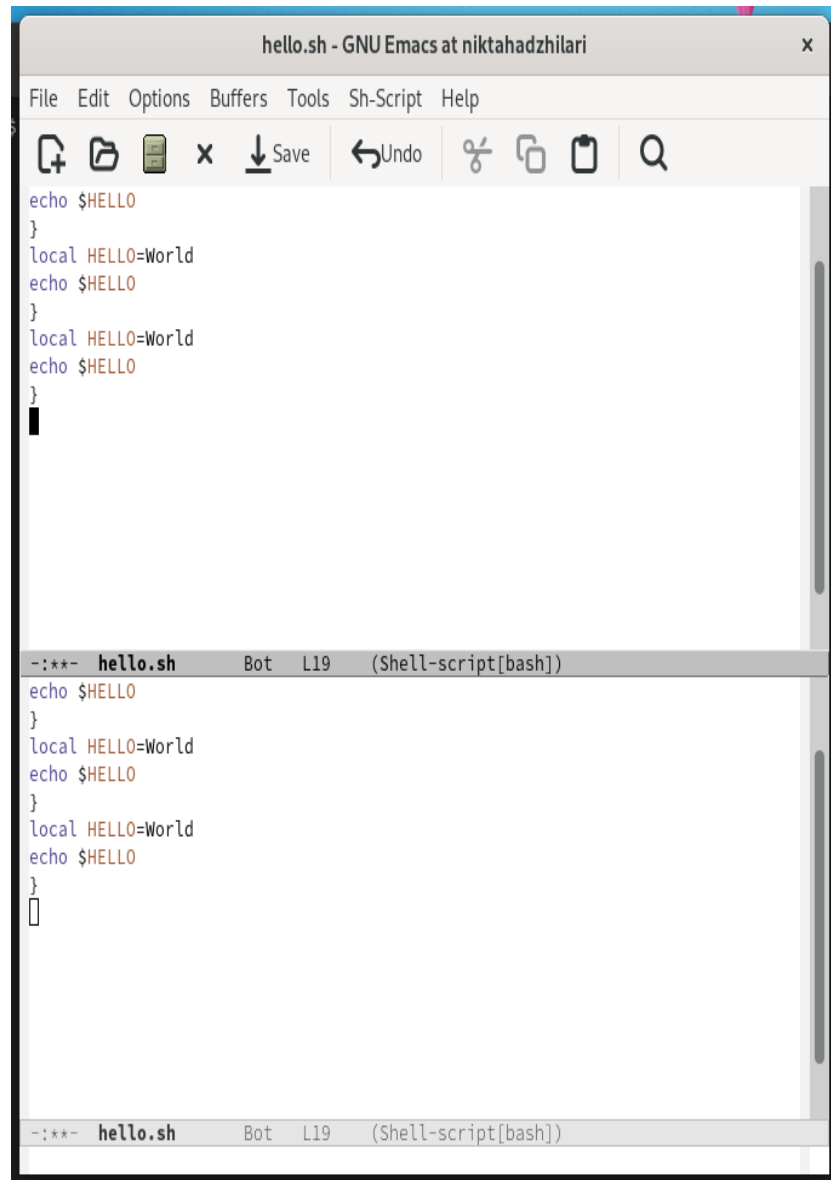 hello.sh - GNU Emacs at niktahadzhilari
File Edit Options Buffers Tools Sh-Script Help
Save Undo
echo $HELLO
}
local HELLO=World
echo $HELLO
}
local HELLO=World
echo $HELLO
}
-:**- hello.sh Bot L19 (Shell-script[bash])
echo $HELLO
}
local HELLO=World
echo $HELLO
}
local HELLO=World
echo $HELLO
}
-:**- hello.sh Bot L19 (Shell-script[bash])